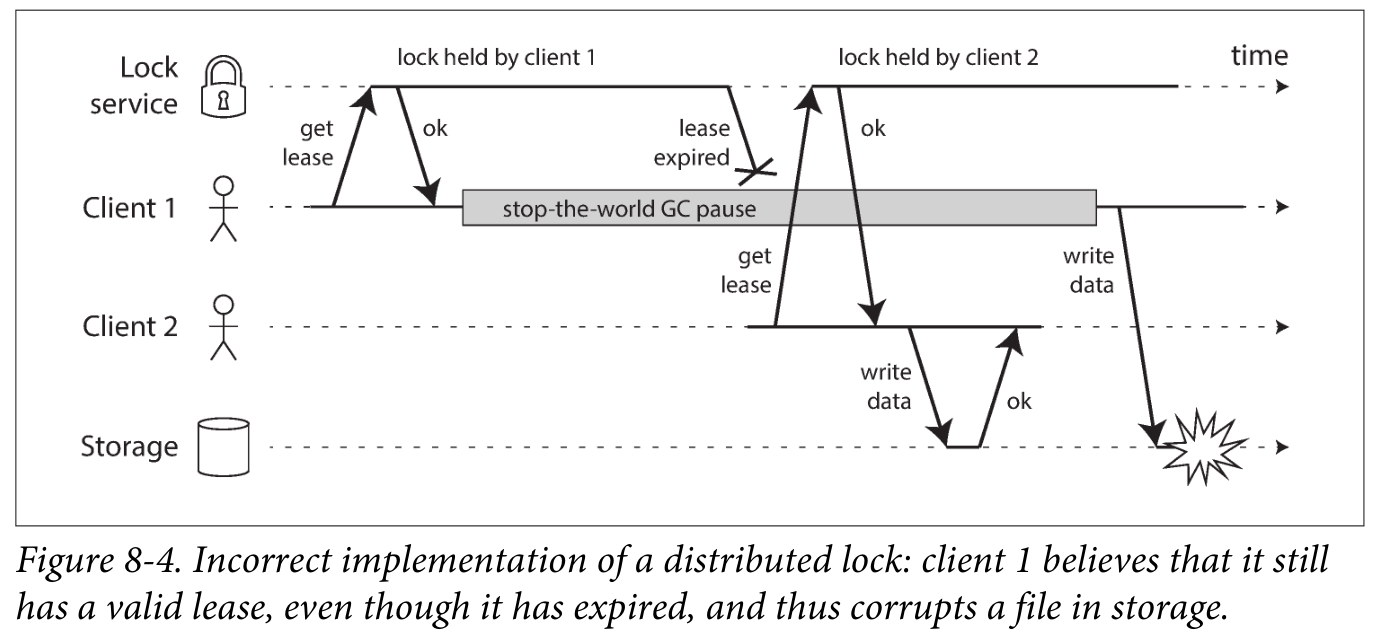 lock held by client 1
lock held by client 2
time
Lock
service
get
lease
ok
lease
expired
ok
Client 1
stop-the-world GC pause
get
lease
write
data
Client 2
write
data
ok
Storage
Figure 8-4. Incorrect implementation of a distributed lock: client 1 believes that it still
has a valid lease, even though it has expired, and thus corrupts a file in storage.